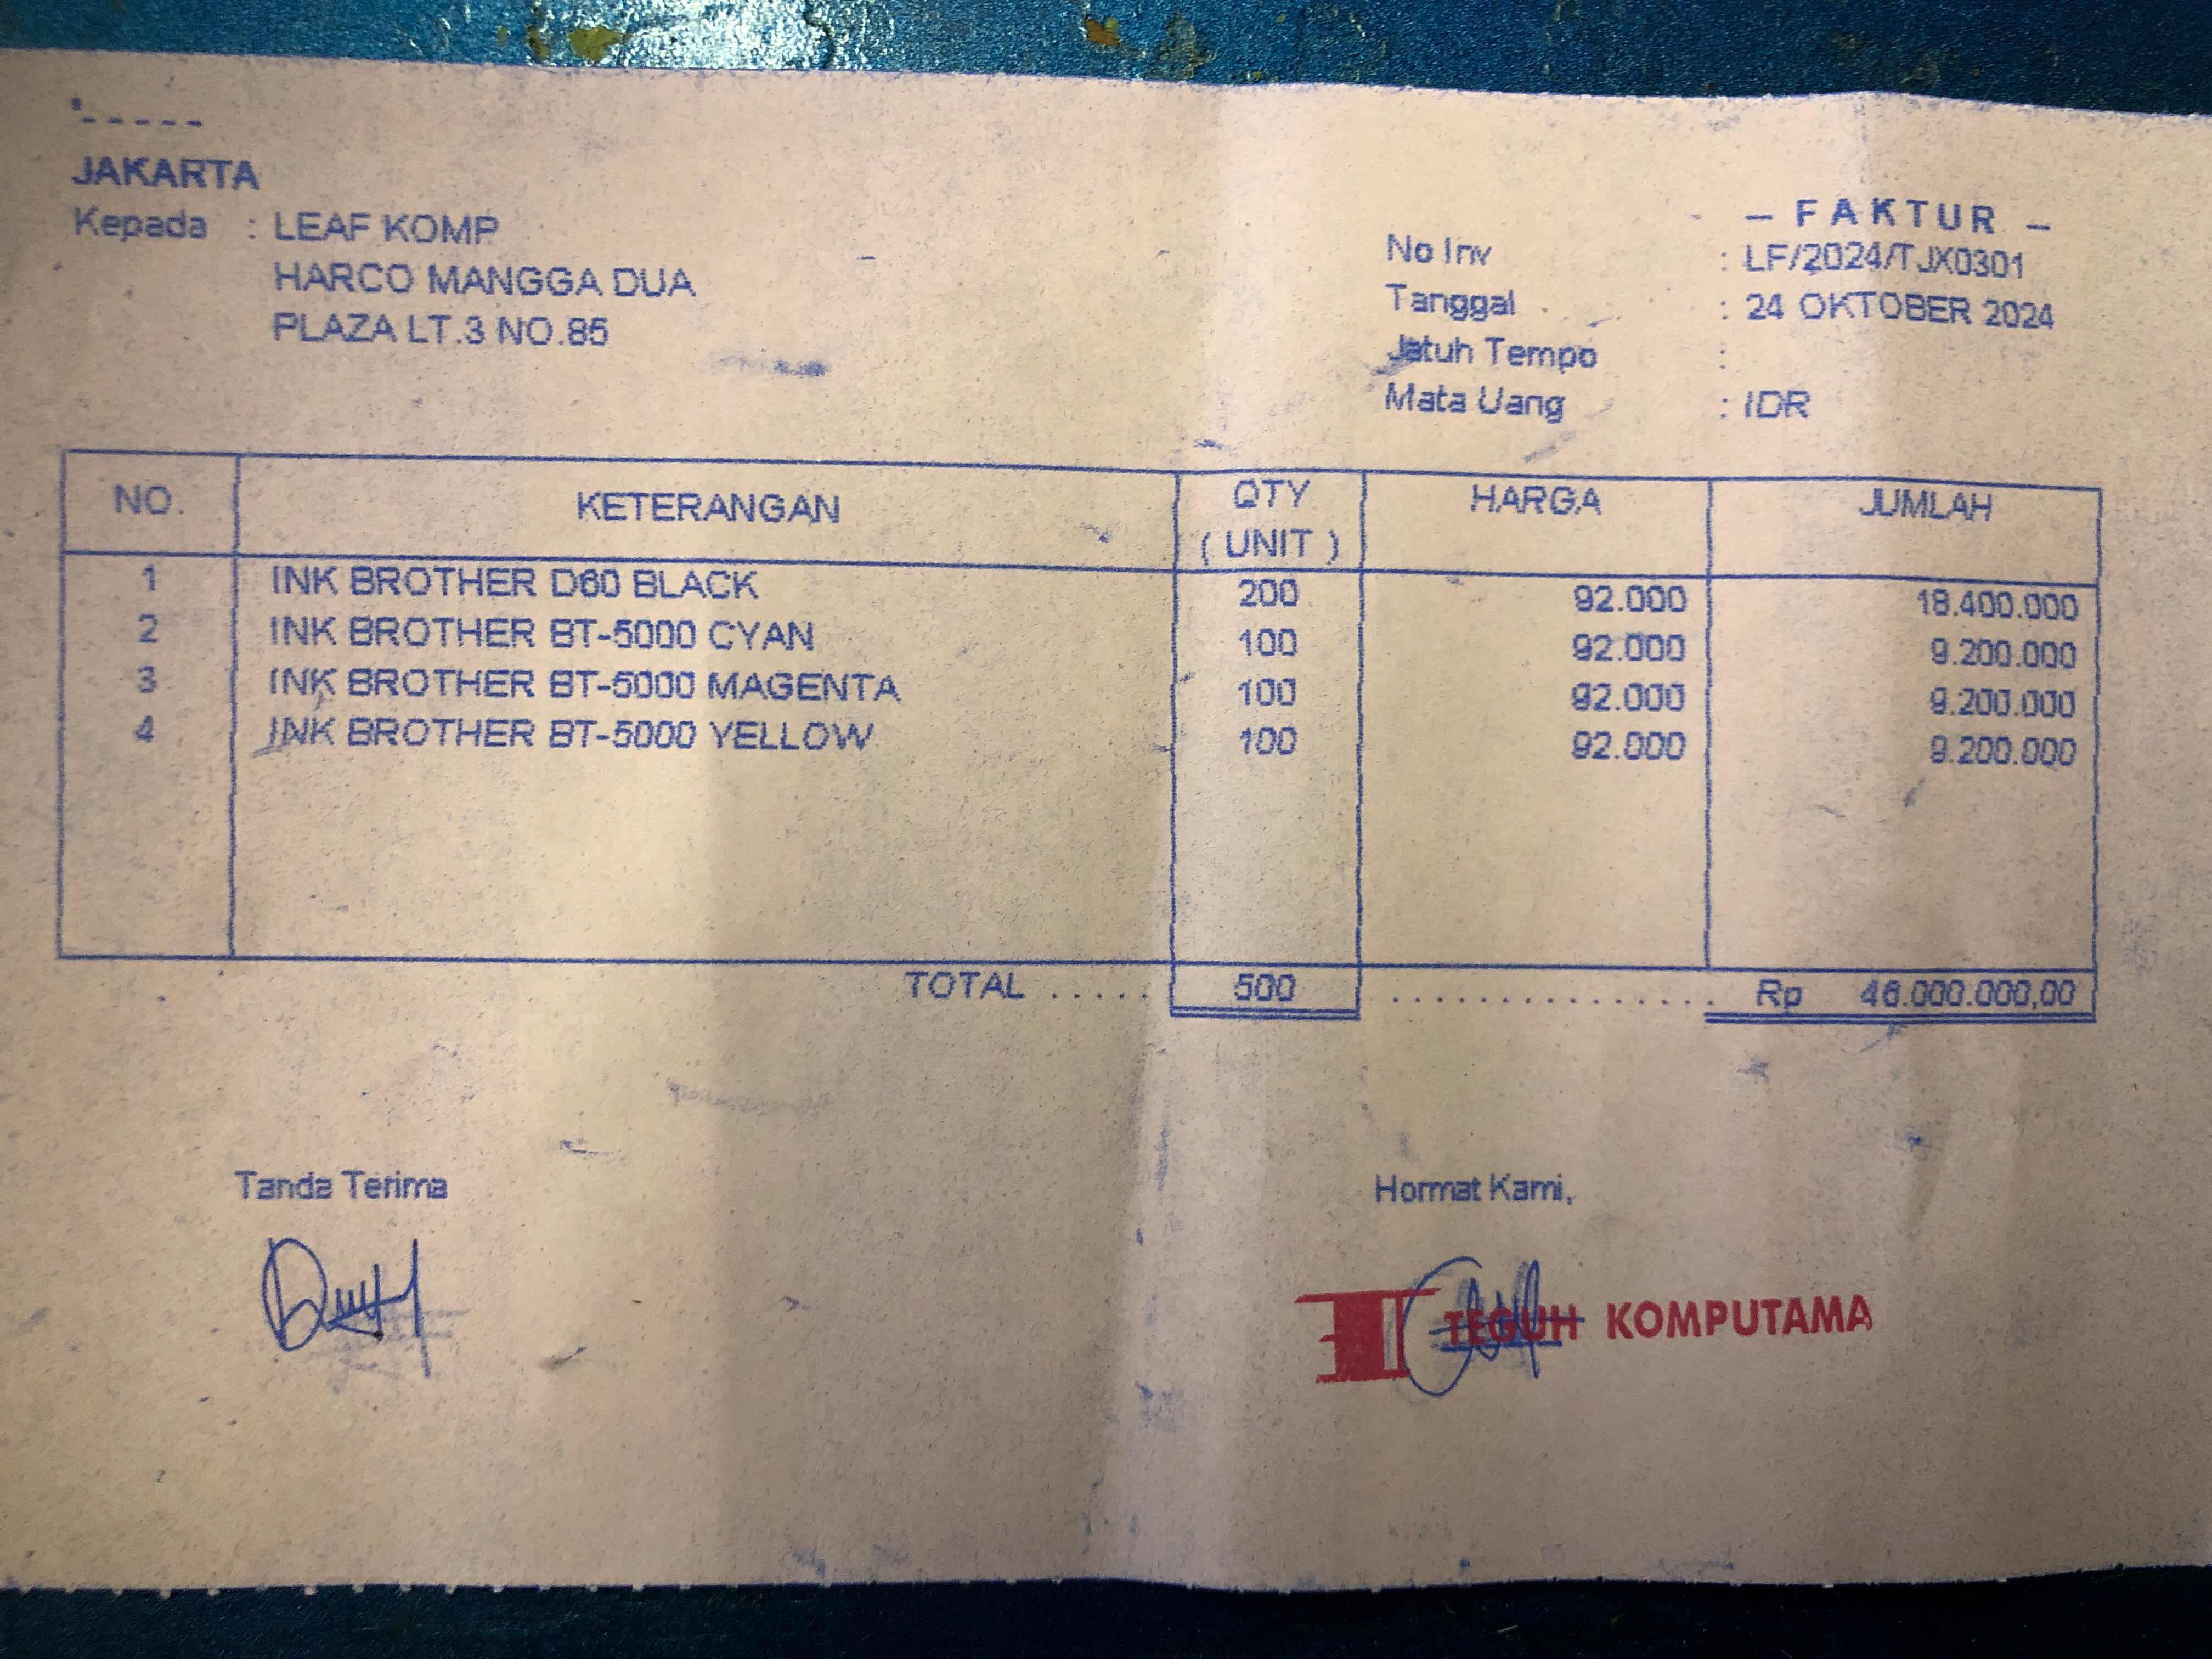 JAKARTA
Kepada : LEAF KOMP
HARCO MANGGA DUA
PLAZA LT.3 NO.85
– F A K T U R –
No Inv : LF/2024/TJX0301
Tanggal : 24 OKTOBER 2024
Jatuh Tempo :
Mata Uang : IDR
NO. KETERANGAN QTY ( UNIT ) HARGA JUMLAH
1 INK BROTHER D60 BLACK 200 92.000 18.400.000
2 INK BROTHER BT-5000 CYAN 100 92.000 9.200.000
3 INK BROTHER BT-5000 MAGENTA 100 92.000 9.200.000
4 INK BROTHER BT-5000 YELLOW 100 92.000 9.200.000
TOTAL ..... 500 ............... Rp 46.000.000,00
Tanda Terima Hormat Kami,
TEGUH KOMPUTAMA